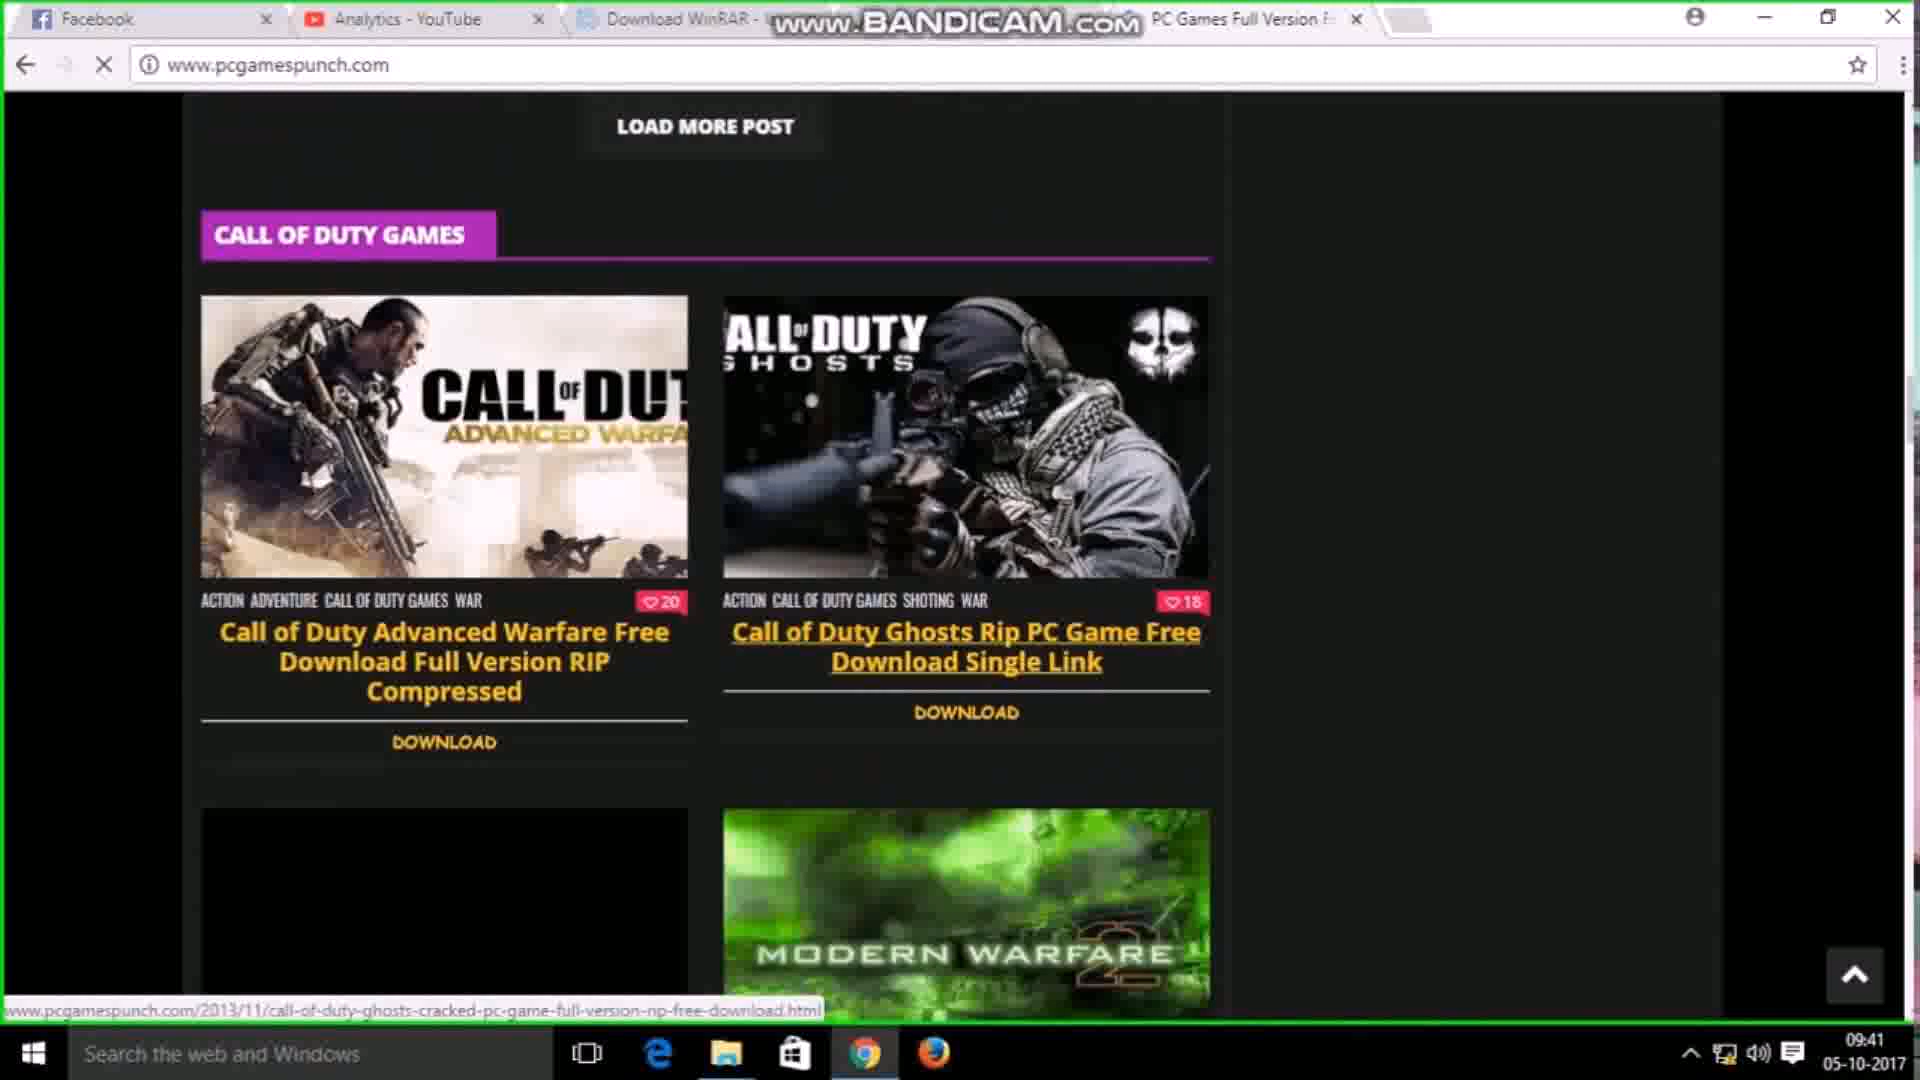 Facebook
Analytics - YouTube
Download WinRAR -
www.BANDICAM.com
PC Games Full Version F
www.pcgamespunch.com
LOAD MORE POST
CALL OF DUTY GAMES
CALL OF DUT
ADVANCED WARFA
ALL OF DUTY
GHOSTS
ACTION ADVENTURE CALL OF DUTY GAMES WAR
20
Call of Duty Advanced Warfare Free
Download Full Version RIP
Compressed
DOWNLOAD
ACTION CALL OF DUTY GAMES SHOTING WAR
18
Call of Duty Ghosts Rip PC Game Free
Download Single Link
DOWNLOAD
MODERN WARFARE 2
www.pcgamespunch.com/2013/11/call-of-duty-ghosts-cracked-pc-game-full-version-np-free-download.html
Search the web and Windows
09:41
05-10-2017